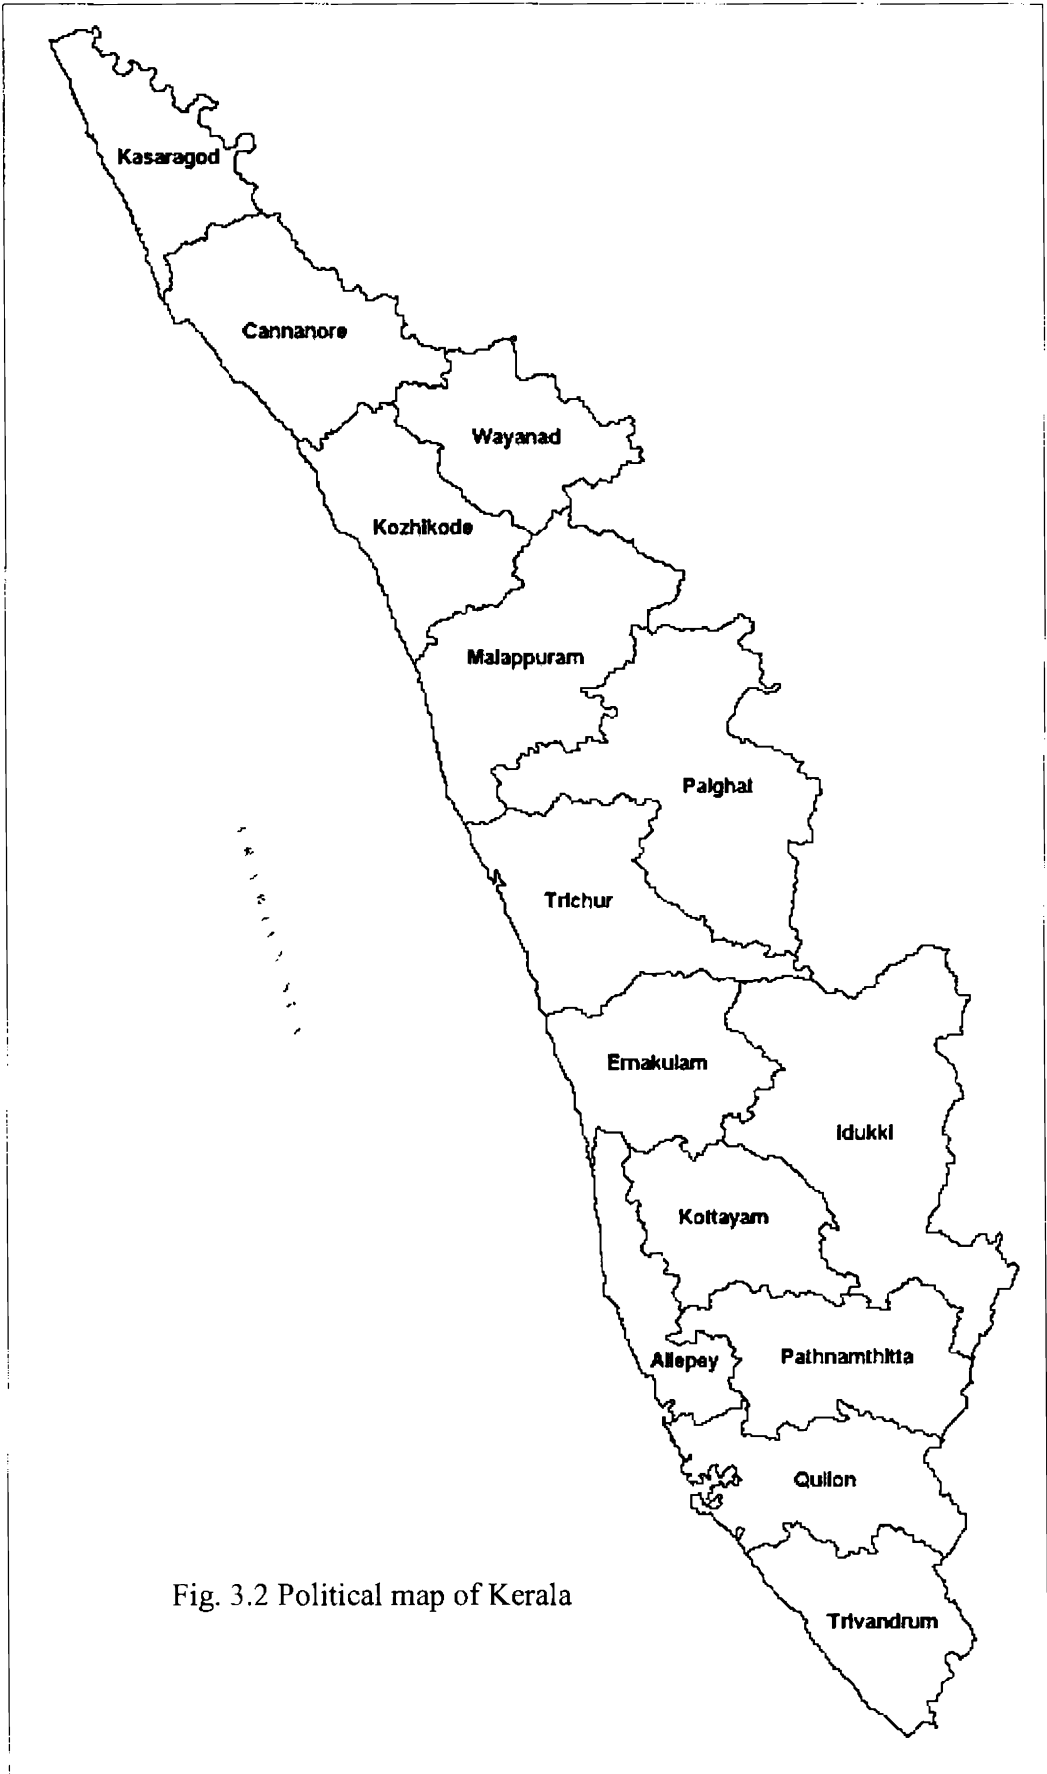 Kasaragod
Cannanore
Wayanad
Kozhikode
Malappuram
Palghat
Trichur
Ernakulam
Idukki
Kottayam
Allepey
Pathnamthitta
Quilon
Trivandrum
Fig. 3.2 Political map of Kerala